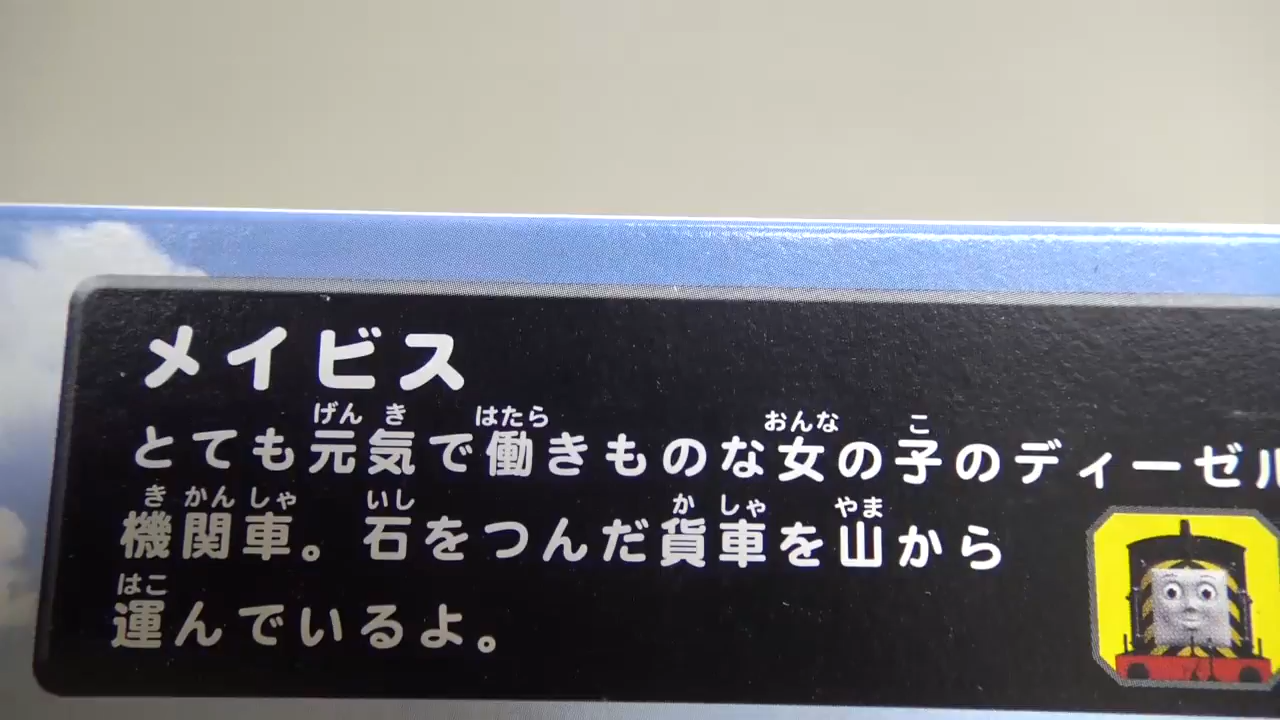 メイビス
とても元気で働きものな女の子のディーゼル
機関車。石をつんだ貨車を山から
運んでいるよ。